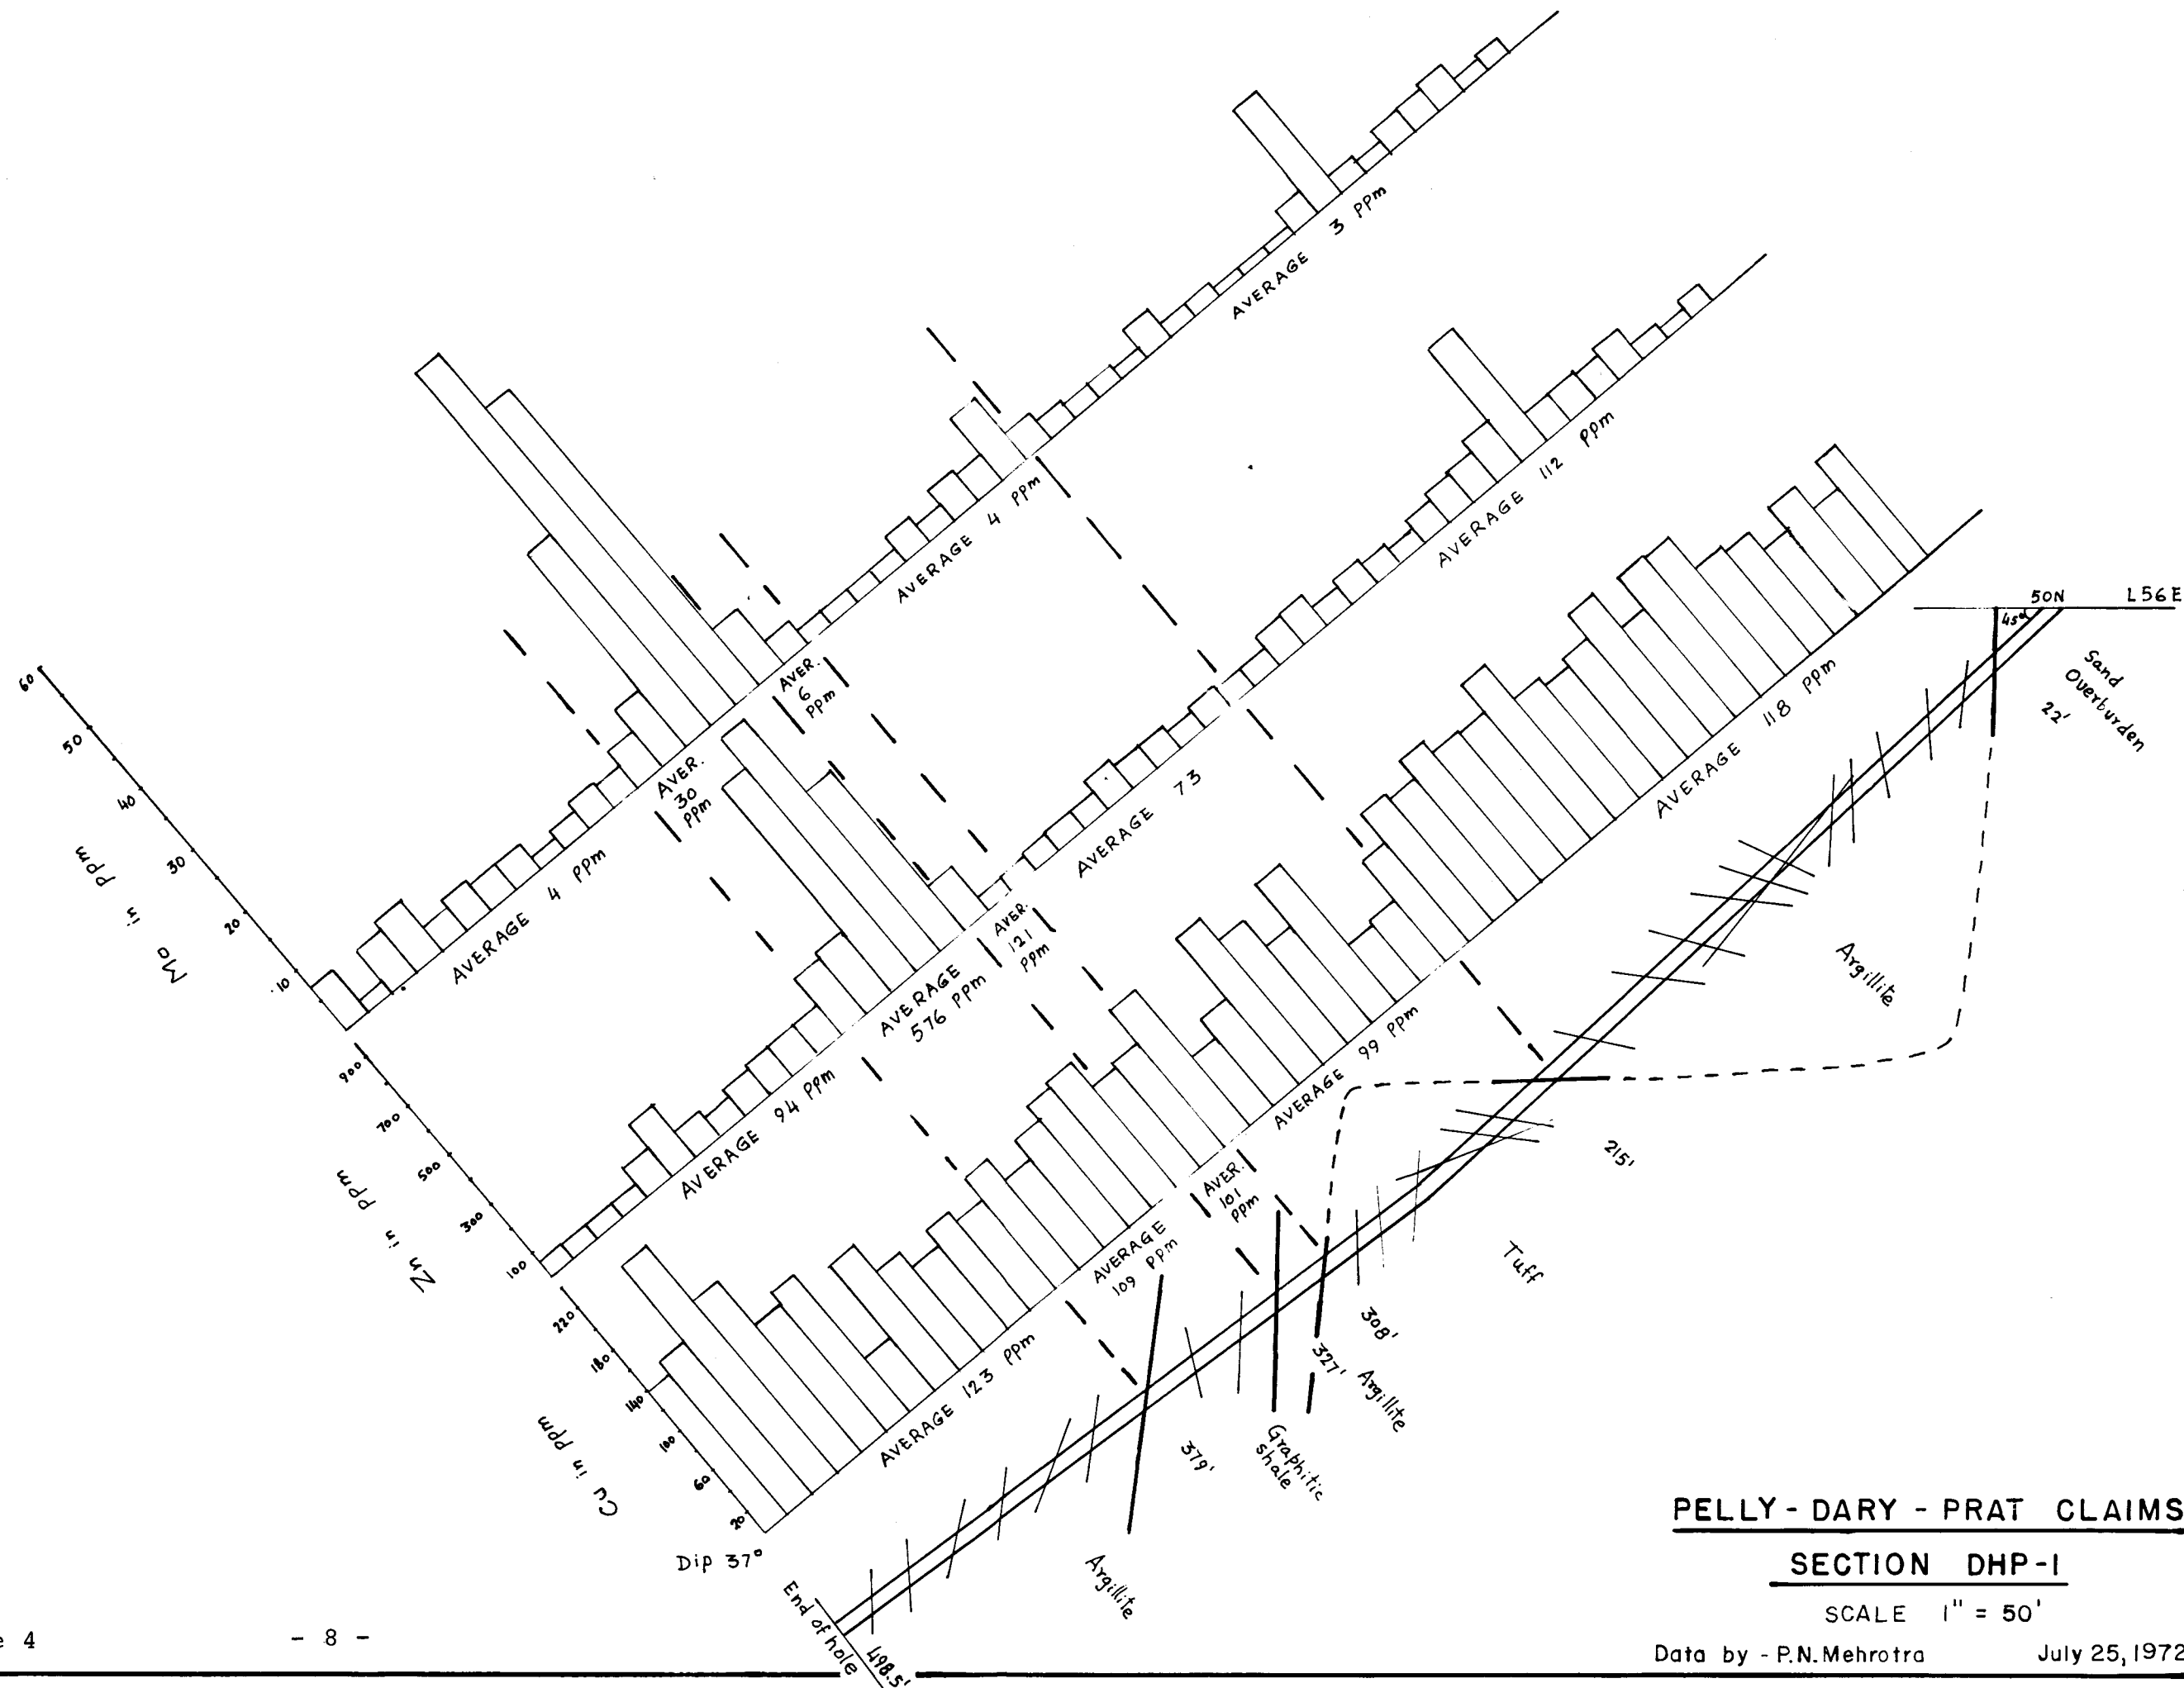 AVERAGE 3 PPm
AVERAGE 4 PPm
AVER.
6
PPm
AVER.
30
PPm
AVERAGE 4 PPm
60
50
40
30
20
10
Mo in ppm
AVERAGE 112 PPm
AVERAGE 73
AVER.
121
PPm
AVERAGE
576 PPm
AVERAGE 94 PPm
900
700
500
300
100
Zn in ppm
AVERAGE 118 PPm
AVERAGE 99 PPm
AVER.
101
PPm
AVERAGE
109 PPm
AVERAGE 123 PPm
220
180
140
100
60
20
Cu in ppm
50N L56E
45°
Sand
Overburden
22'
Argillite
215'
Tuff
308'
327' Argillite
Graphitic
shale
379'
Argillite
Dip 37°
End of hole
498.5'
PELLY-DARY-PRAT CLAIMS
SECTION DHP-1
SCALE 1" = 50'
Data by - P.N.Mehrotra July 25, 1972
e 4 - 8 -